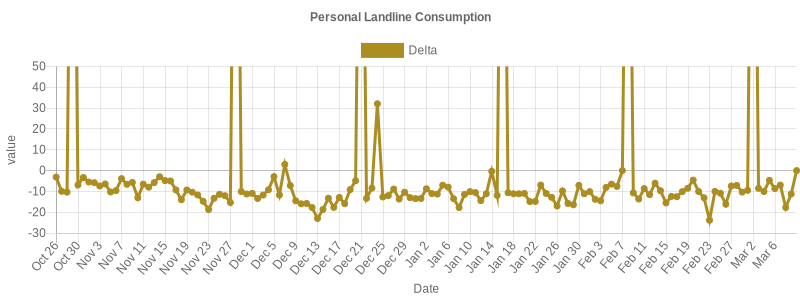 Personal Landline Consumption
Delta
value
50
40
30
20
10
0
-10
-20
-30
Oct 26
Oct 30
Nov 3
Nov 7
Nov 11
Nov 15
Nov 19
Nov 23
Nov 27
Dec 1
Dec 5
Dec 9
Dec 13
Dec 17
Dec 21
Dec 25
Dec 29
Jan 2
Jan 6
Jan 10
Jan 14
Jan 18
Jan 22
Jan 26
Jan 30
Feb 3
Feb 7
Feb 11
Feb 15
Feb 19
Feb 23
Feb 27
Mar 2
Mar 6
Date